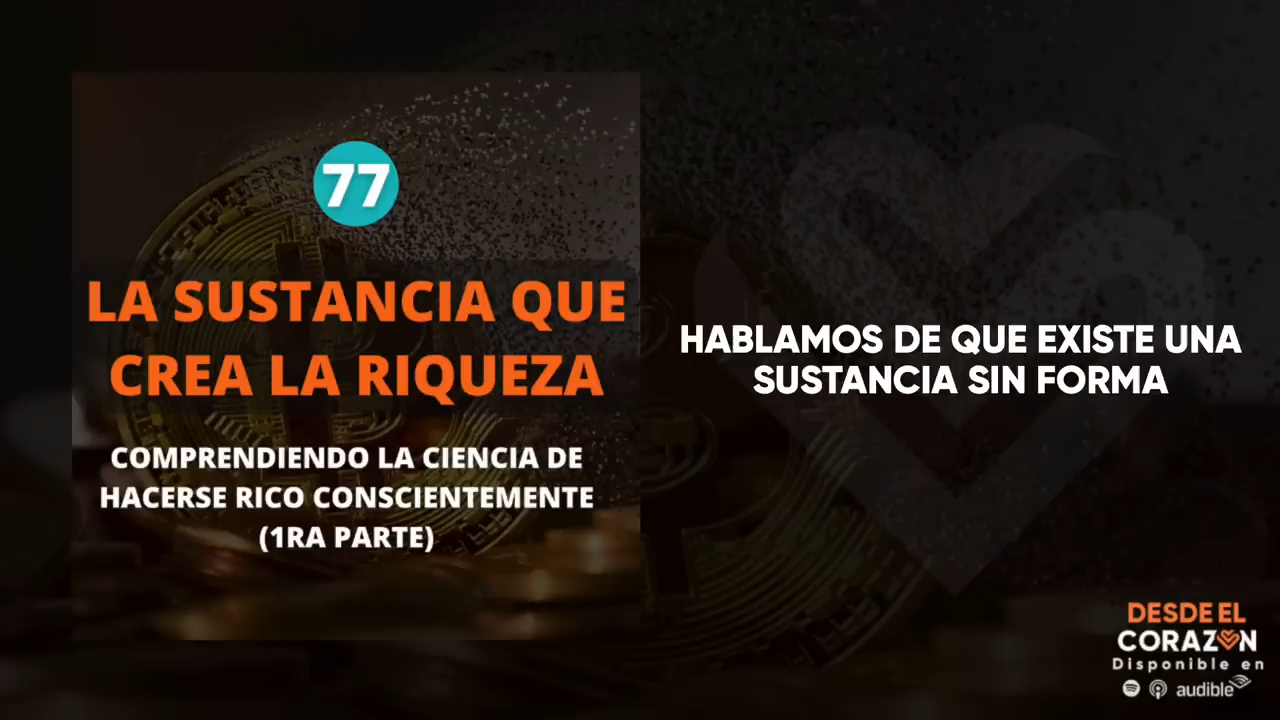 77
LA SUSTANCIA QUE
CREA LA RIQUEZA
COMPRENDIENDO LA CIENCIA DE
HACERSE RICO CONSCIENTEMENTE
(1RA PARTE)
HABLAMOS DE QUE EXISTE UNA
SUSTANCIA SIN FORMA
DESDE EL
CORAZON
Disponible en
audible